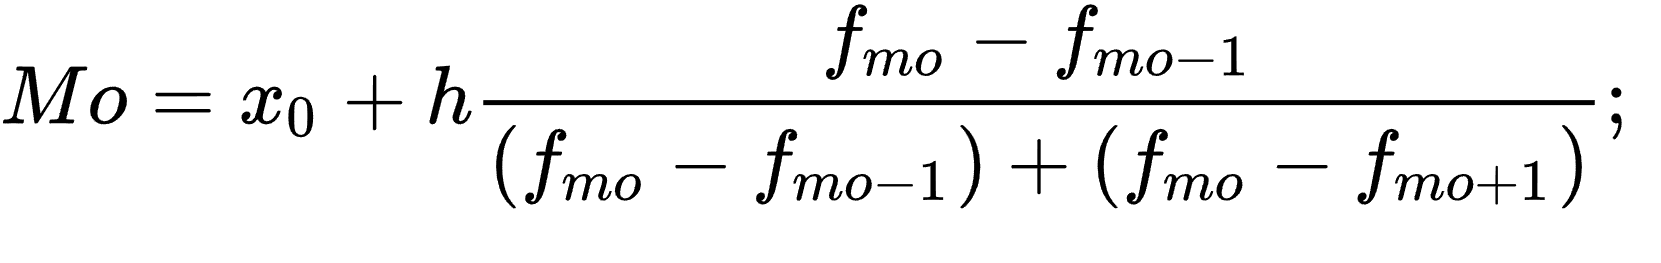 Mo = x_0 + h \frac{f_{mo} - f_{mo-1}}{(f_{mo} - f_{mo-1}) + (f_{mo} - f_{mo+1})};